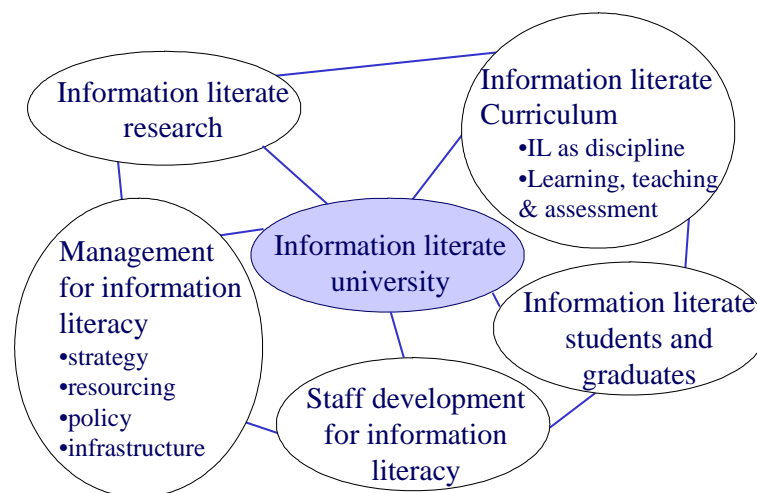 Information literate
research
Information literate
Curriculum
•IL as discipline
•Learning, teaching
& assessment
Information literate
university
Management
for information
literacy
•strategy
•resourcing
•policy
•infrastructure
Information literate
students and
graduates
Staff development
for information
literacy